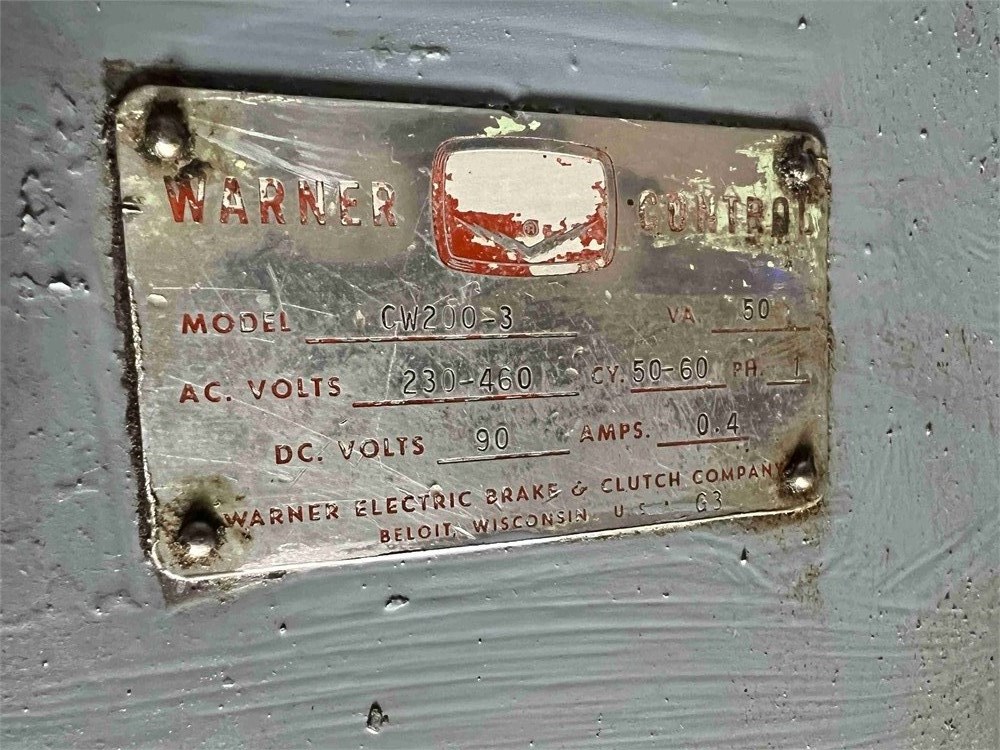 WARNER ® CONTROL
MODEL CW200-3 VA 50
AC. VOLTS 230-460 CY. 50-60 PH. 1
DC. VOLTS 90 AMPS. 0.4
WARNER ELECTRIC BRAKE & CLUTCH COMPANY
BELOIT, WISCONSIN U.S. G3